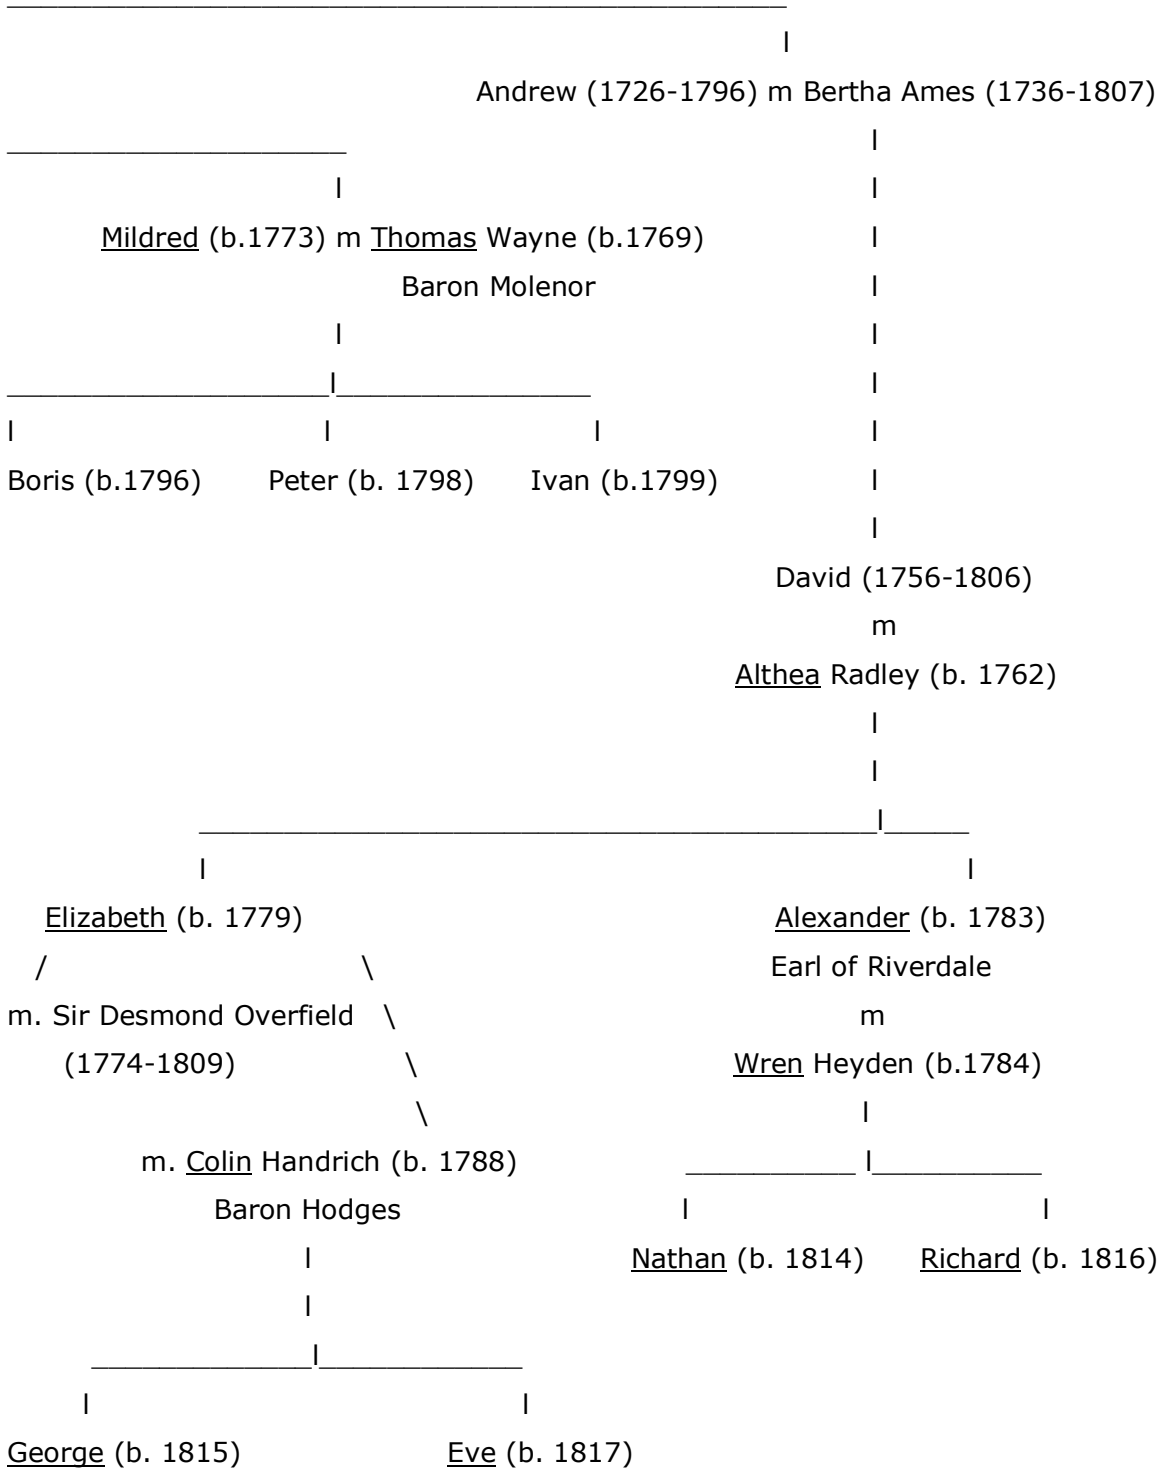 Andrew (1726-1796) m Bertha Ames (1736-1807)
Mildred (b.1773) m Thomas Wayne (b.1769)
Baron Molenor
Boris (b.1796) Peter (b. 1798) Ivan (b.1799)
David (1756-1806)
m
Althea Radley (b. 1762)
Elizabeth (b. 1779) Alexander (b. 1783)
Earl of Riverdale
m. Sir Desmond Overfield m
(1774-1809) Wren Heyden (b.1784)
m. Colin Handrich (b. 1788)
Baron Hodges
Nathan (b. 1814) Richard (b. 1816)
George (b. 1815) Eve (b. 1817)